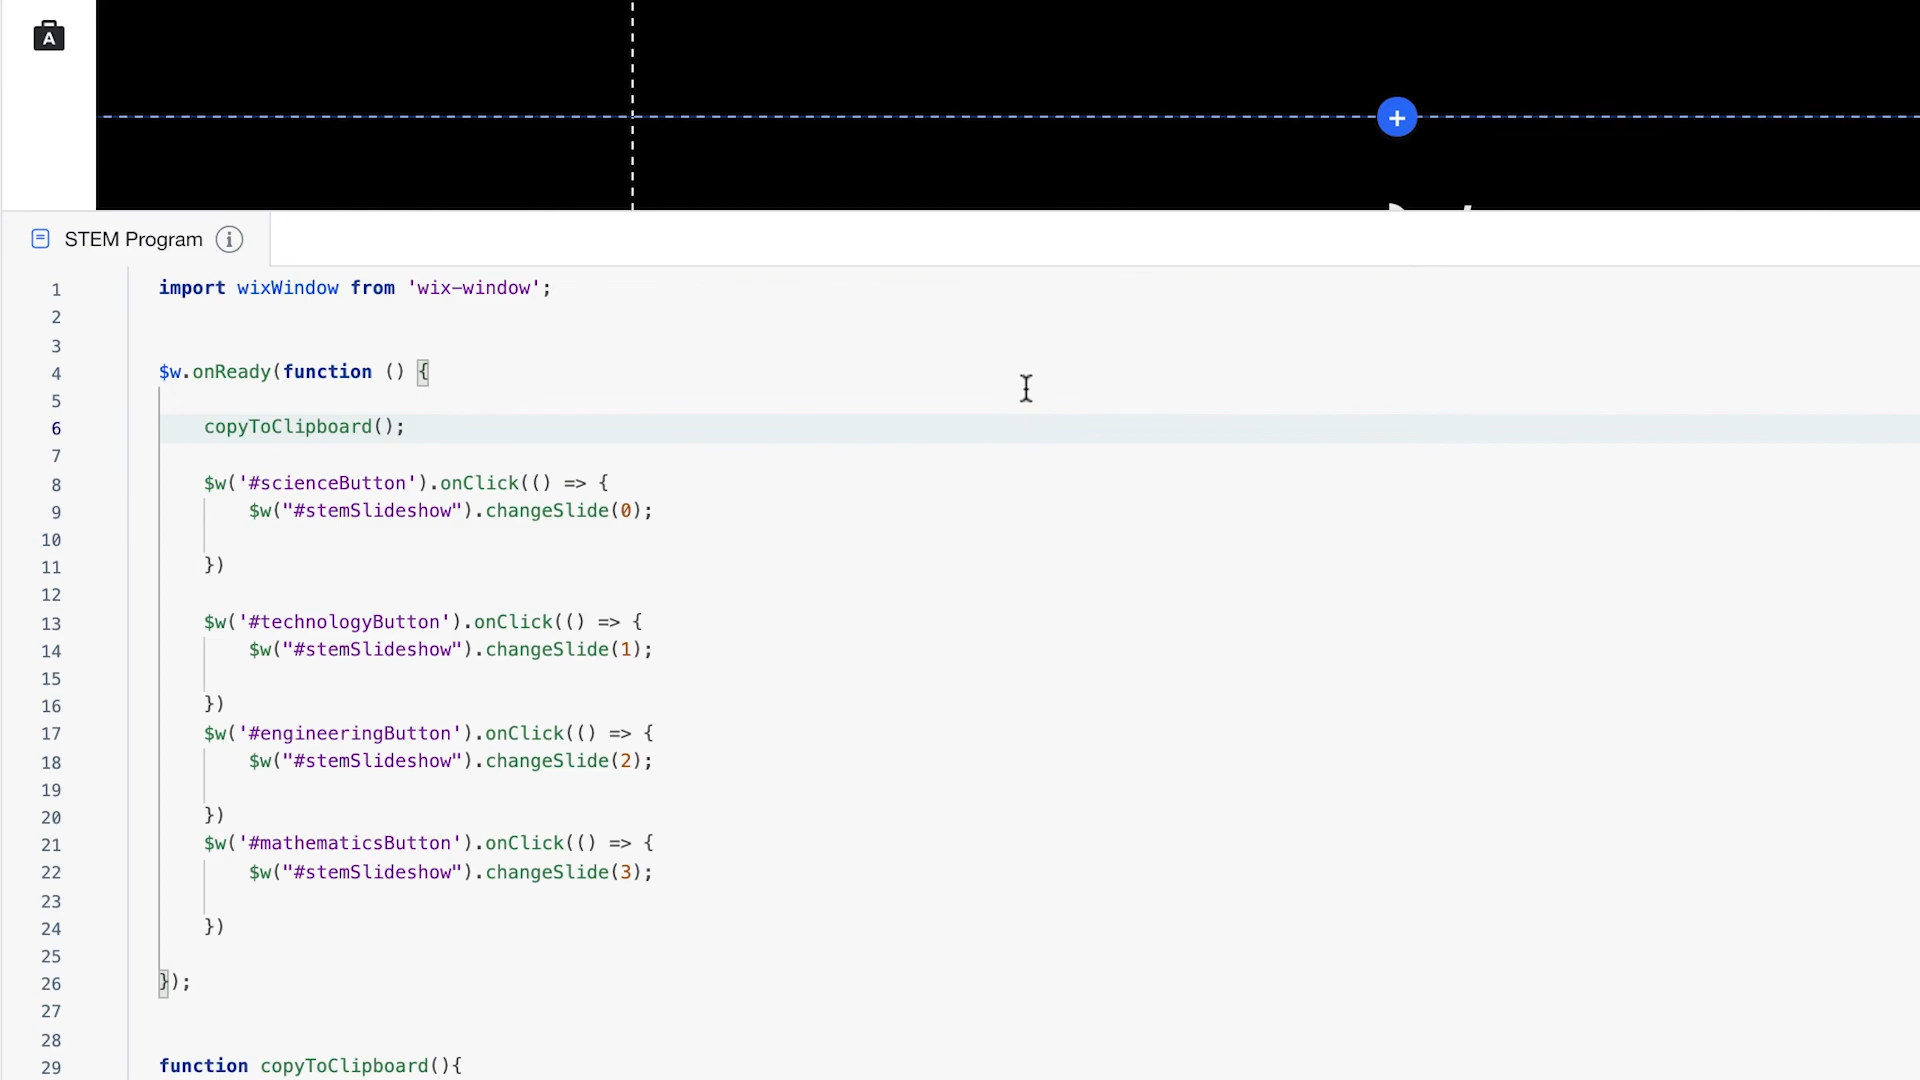 A
STEM Program
1 import wixWindow from 'wix-window';
2
3
4 $w.onReady(function () {
5
6 copyToClipboard();
7
8 $w('#scienceButton').onClick(() => {
9 $w("#stemSlideshow").changeSlide(0);
10
11 })
12
13 $w('#technologyButton').onClick(() => {
14 $w("#stemSlideshow").changeSlide(1);
15
16 })
17 $w('#engineeringButton').onClick(() => {
18 $w("#stemSlideshow").changeSlide(2);
19
20 })
21 $w('#mathematicsButton').onClick(() => {
22 $w("#stemSlideshow").changeSlide(3);
23
24 })
25
26 });
27
28
29 function copyToClipboard(){